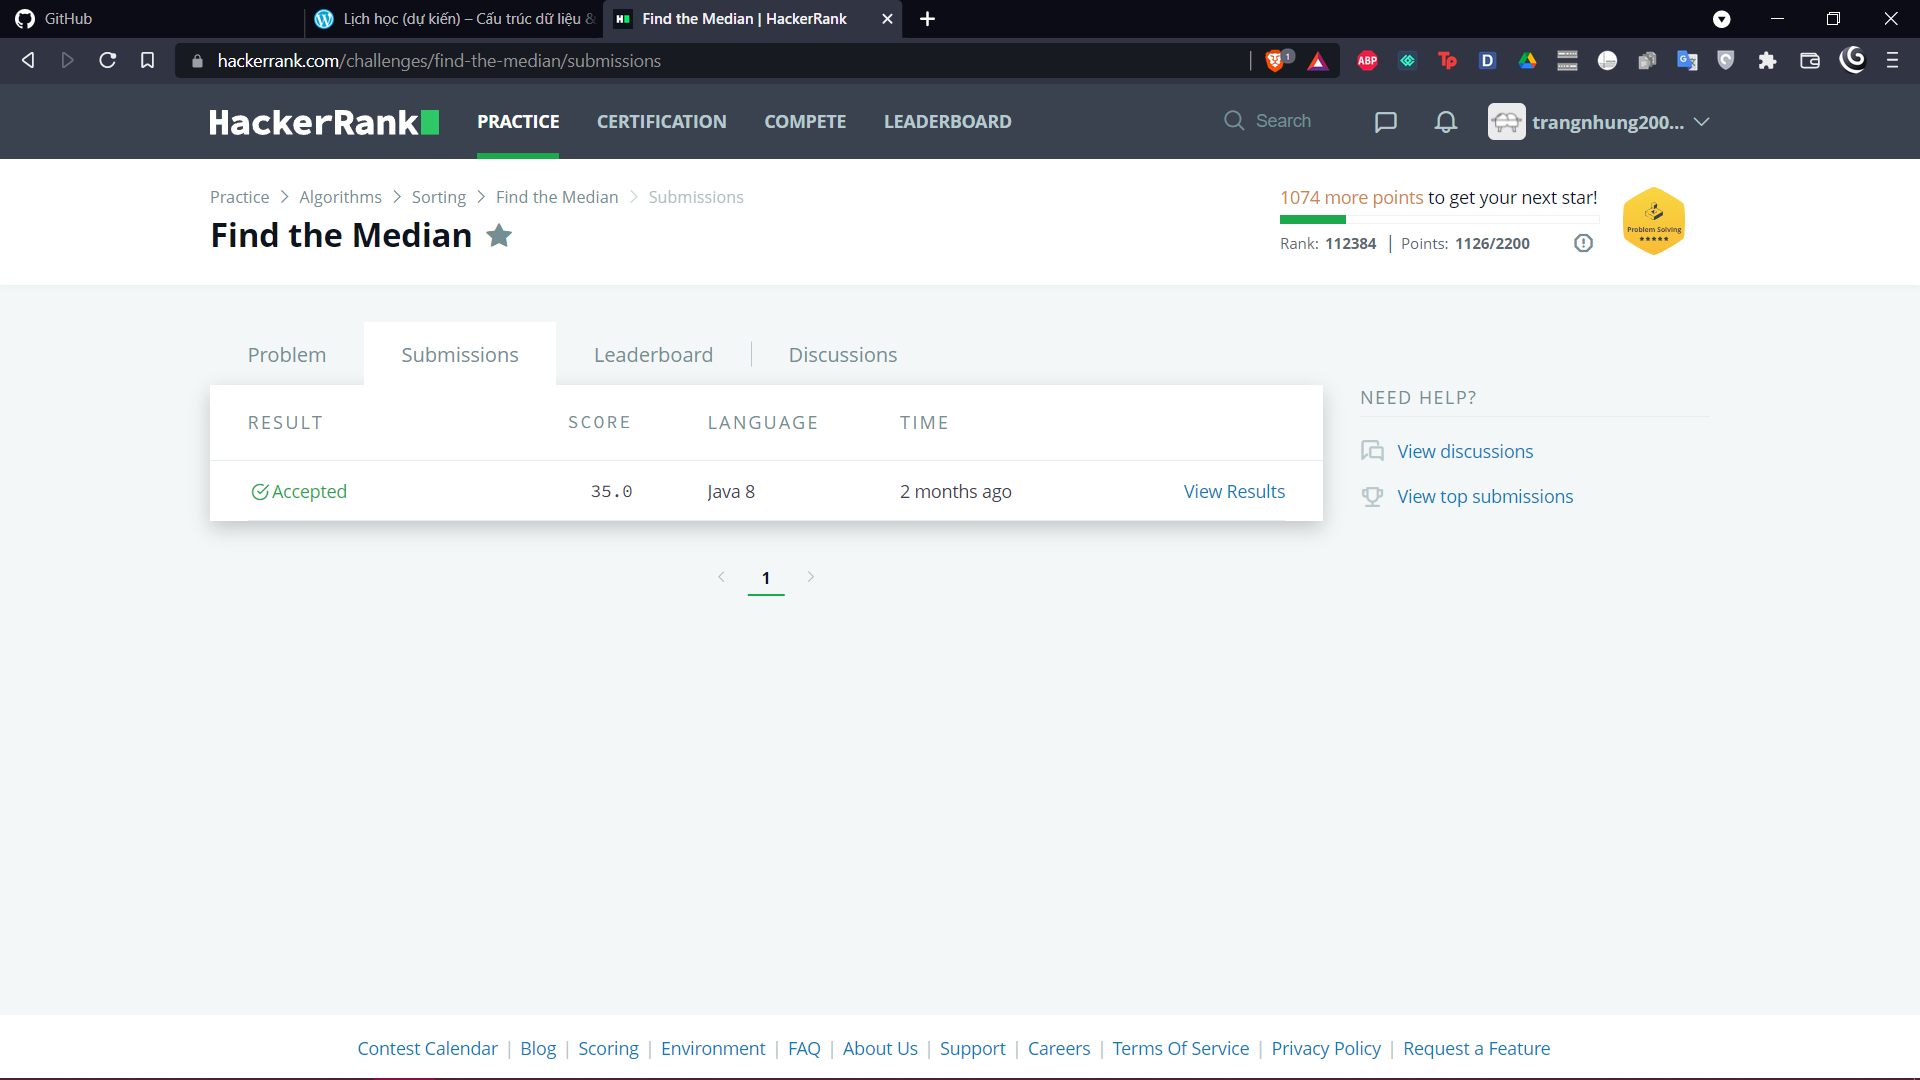 GitHub
Lịch học (dự kiến) – Cấu trúc dữ liệu &
Find the Median | HackerRank
hackerrank.com/challenges/find-the-median/submissions
1
ABP
Tp
D
HackerRank
PRACTICE
CERTIFICATION
COMPETE
LEADERBOARD
Search
trangnhung200...
Practice > Algorithms > Sorting > Find the Median > Submissions
Find the Median
1074 more points to get your next star!
Rank: 112384 | Points: 1126/2200
Problem Solving
Problem
Submissions
Leaderboard
Discussions
RESULT SCORE LANGUAGE TIME
Accepted 35.0 Java 8 2 months ago View Results
1
NEED HELP?
View discussions
View top submissions
Contest Calendar | Blog | Scoring | Environment | FAQ | About Us | Support | Careers | Terms Of Service | Privacy Policy | Request a Feature